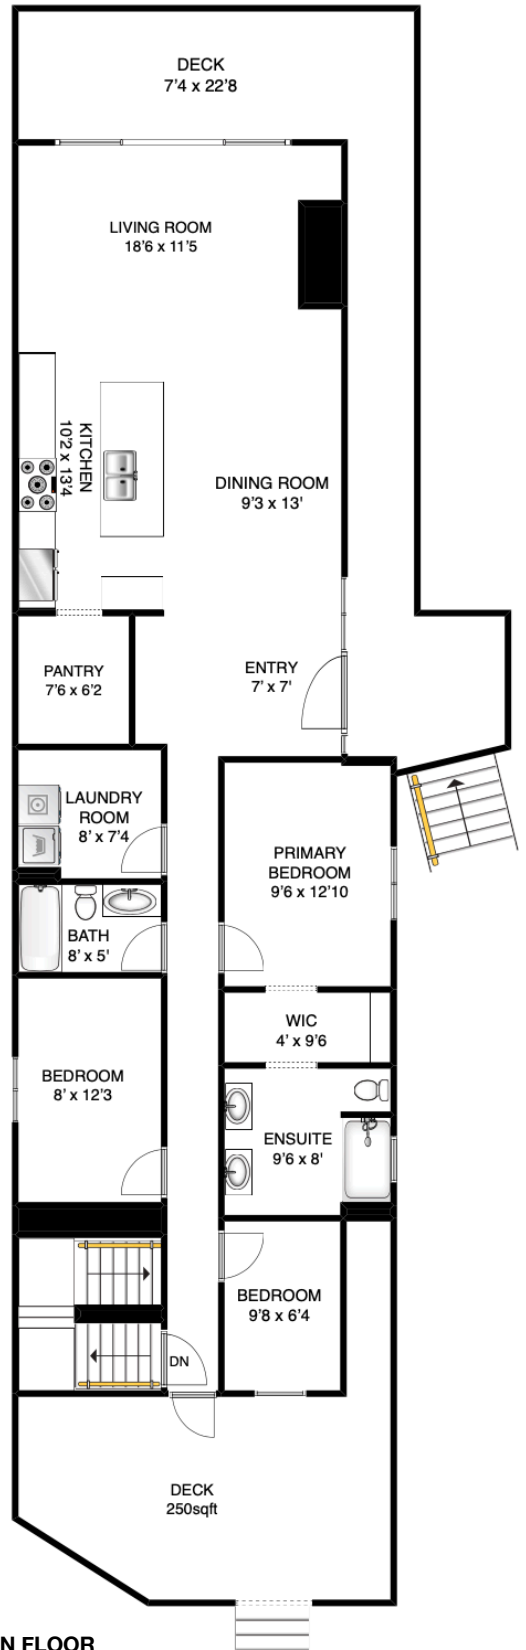 DECK
7'4 x 22'8
LIVING ROOM
18'6 x 11'5
KITCHEN
10'2 x 13'4
DINING ROOM
9'3 x 13'
PANTRY
7'6 x 6'2
ENTRY
7' x 7'
LAUNDRY
ROOM
8' x 7'4
PRIMARY
BEDROOM
9'6 x 12'10
BATH
8' x 5'
WIC
4' x 9'6
BEDROOM
8' x 12'3
ENSUITE
9'6 x 8'
BEDROOM
9'8 x 6'4
DN
DECK
250sqft
N FLOOR